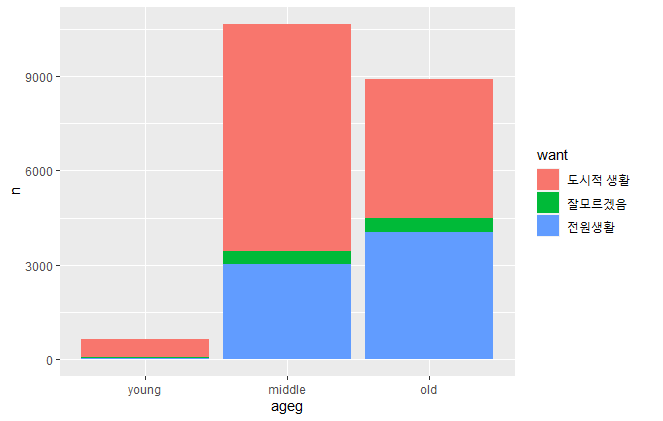 9000
6000
3000
0
n
young middle old
ageg
want
도시적 생활
잘모르겠음
전원생활